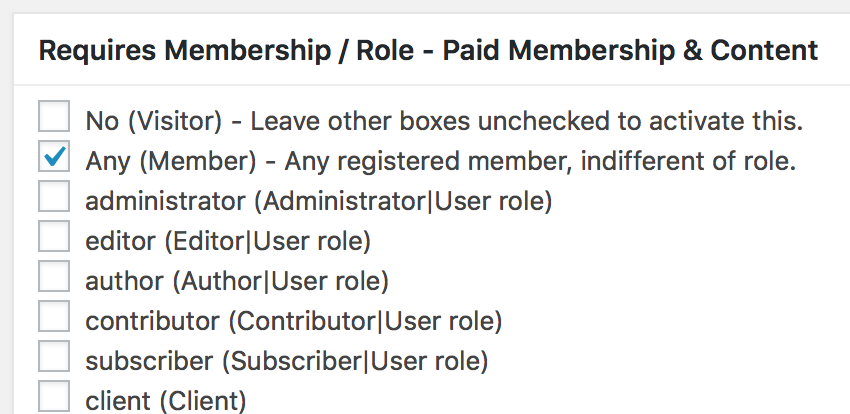 Requires Membership / Role - Paid Membership & Content
No (Visitor) - Leave other boxes unchecked to activate this.
Any (Member) - Any registered member, indifferent of role.
administrator (Administrator|User role)
editor (Editor|User role)
author (Author|User role)
contributor (Contributor|User role)
subscriber (Subscriber|User role)
client (Client)